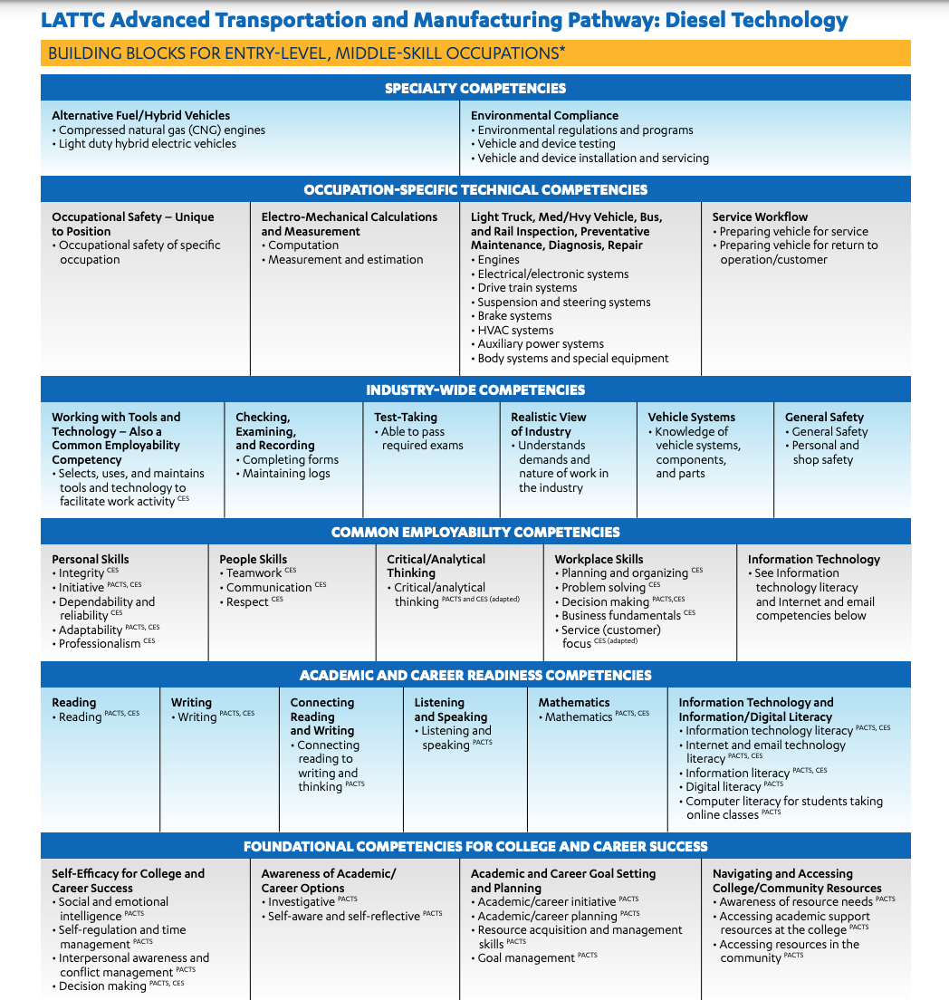 LATTC Advanced Transportation and Manufacturing Pathway: Diesel Technology
BUILDING BLOCKS FOR ENTRY-LEVEL, MIDDLE-SKILL OCCUPATIONS*
SPECIALTY COMPETENCIES
Alternative Fuel/Hybrid Vehicles
• Compressed natural gas (CNG) engines
• Light duty hybrid electric vehicles
Environmental Compliance
• Environmental regulations and programs
• Vehicle and device testing
• Vehicle and device installation and servicing
OCCUPATION-SPECIFIC TECHNICAL COMPETENCIES
Occupational Safety – Unique
to Position
• Occupational safety of specific
occupation
Electro-Mechanical Calculations
and Measurement
• Computation
• Measurement and estimation
Light Truck, Med/Hvy Vehicle, Bus,
and Rail Inspection, Preventative
Maintenance, Diagnosis, Repair
• Engines
• Electrical/electronic systems
• Drive train systems
• Suspension and steering systems
• Brake systems
• HVAC systems
• Auxiliary power systems
• Body systems and special equipment
Service Workflow
• Preparing vehicle for service
• Preparing vehicle for return to
operation/customer
INDUSTRY-WIDE COMPETENCIES
Working with Tools and
Technology – Also a
Common Employability
Competency
• Selects, uses, and maintains
tools and technology to
facilitate work activity CES
Checking,
Examining,
and Recording
• Completing forms
• Maintaining logs
Test-Taking
• Able to pass
required exams
Realistic View
of Industry
• Understands
demands and
nature of work in
the industry
Vehicle Systems
• Knowledge of
vehicle systems,
components,
and parts
General Safety
• General Safety
• Personal and
shop safety
COMMON EMPLOYABILITY COMPETENCIES
Personal Skills
• Integrity CES
• Initiative PACTS, CES
• Dependability and
reliability CES
• Adaptability PACTS, CES
• Professionalism CES
People Skills
• Teamwork CES
• Communication CES
• Respect CES
Critical/Analytical
Thinking
• Critical/analytical
thinking PACTS and CES (adapted)
Workplace Skills
• Planning and organizing CES
• Problem solving CES
• Decision making PACTS,CES
• Business fundamentals CES
• Service (customer)
focus CES (adapted)
Information Technology
• See Information
technology literacy
and Internet and email
competencies below
ACADEMIC AND CAREER READINESS COMPETENCIES
Reading
• Reading PACTS, CES
Writing
• Writing PACTS, CES
Connecting
Reading
and Writing
• Connecting
reading to
writing and
thinking PACTS
Listening
and Speaking
• Listening and
speaking PACTS
Mathematics
• Mathematics PACTS, CES
Information Technology and
Information/Digital Literacy
• Information technology literacy PACTS, CES
• Internet and email technology
literacy PACTS, CES
• Information literacy PACTS, CES
• Digital literacy PACTS
• Computer literacy for students taking
online classes PACTS
FOUNDATIONAL COMPETENCIES FOR COLLEGE AND CAREER SUCCESS
Self-Efficacy for College and
Career Success
• Social and emotional
intelligence PACTS
• Self-regulation and time
management PACTS
• Interpersonal awareness and
conflict management PACTS
• Decision making PACTS, CES
Awareness of Academic/
Career Options
• Investigative PACTS
• Self-aware and self-reflective PACTS
Academic and Career Goal Setting
and Planning
• Academic/career initiative PACTS
• Academic/career planning PACTS
• Resource acquisition and management
skills PACTS
• Goal management PACTS
Navigating and Accessing
College/Community Resources
• Awareness of resource needs PACTS
• Accessing academic support
resources at the college PACTS
• Accessing resources in the
community PACTS